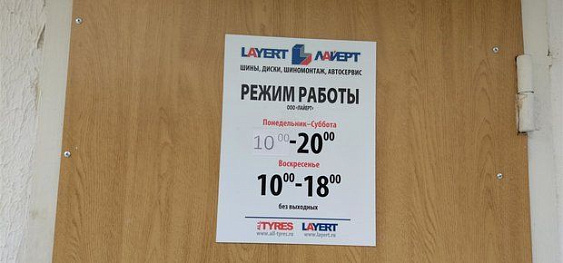 LAYERT ЛАЙЕРТ
ШИНЫ, ДИСКИ, ШИНОМОНТАЖ, АВТОСЕРВИС
РЕЖИМ РАБОТЫ
ООО «ЛАЙЕРТ»
Понедельник–Суббота
10⁰⁰-20⁰⁰
Воскресенье
10⁰⁰-18⁰⁰
без выходных
ALL TYRES LAYERT
www.all-tyres.ru www.layert.ru